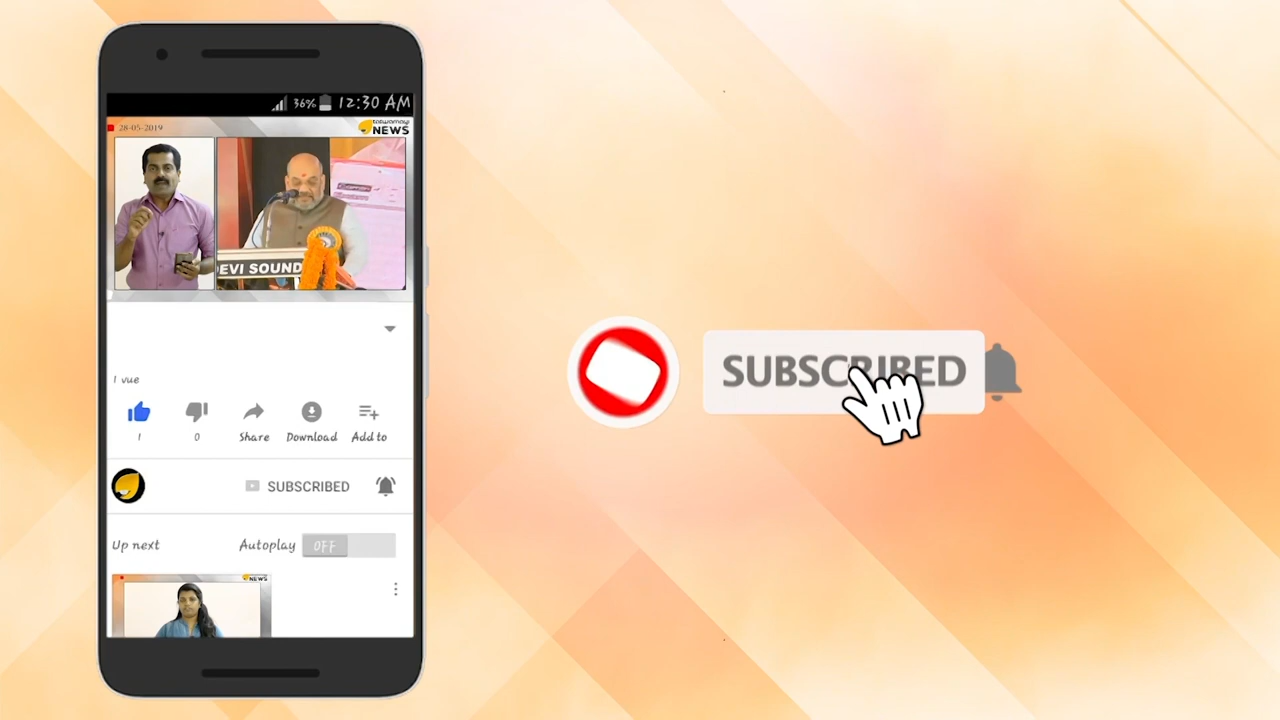 36% 12:30 AM
28-05-2019
tatwamayi
NEWS
DEVI SOUND
1 vue
1
0
Share
Download
Add to
SUBSCRIBED
Up next
Autoplay
OFF
NEWS
SUBSCRIBED